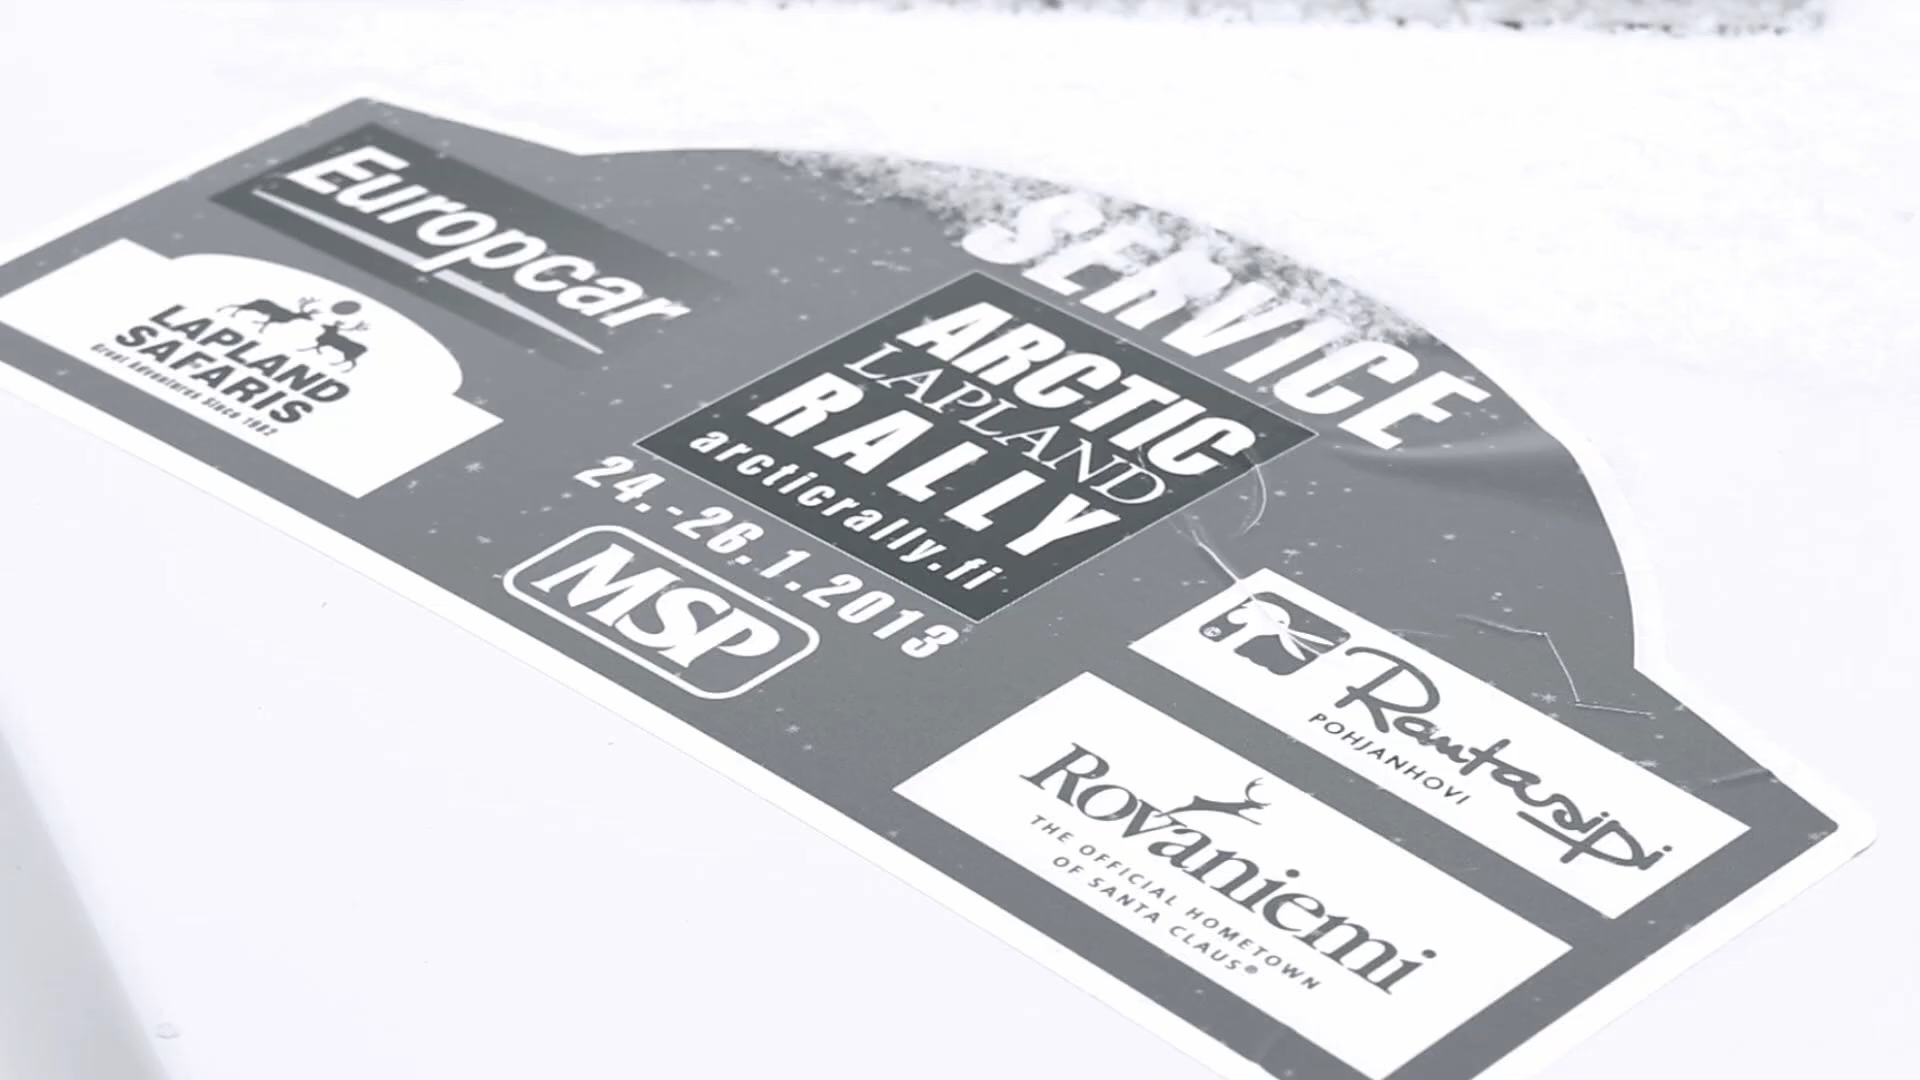 Europcar
LAPLAND
SAFARIS
Great Adventures Since 1982
SERVICE
ARCTIC
LAPLAND
RALLY
arcticrally.fi
24.-26.1.2013
MSP
Rantasipi
POHJANHOVI
Rovaniemi
THE OFFICIAL HOMETOWN
OF SANTA CLAUS®